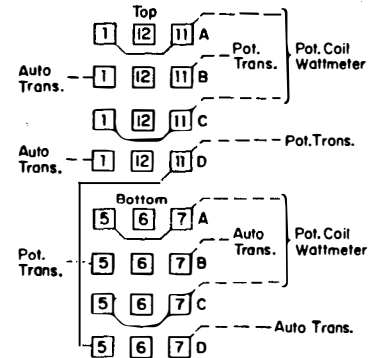 Top
1 12 11 A
Pot. Trans.
Pot. Coil Wattmeter
Auto Trans.
1 12 11 B
1 12 11 C
Auto Trans.
1 12 11 D
Pot. Trans.
Bottom
5 6 7 A
Auto Trans.
Pot. Coil Wattmeter
Pot. Trans.
5 6 7 B
5 6 7 C
5 6 7 D
Auto Trans.